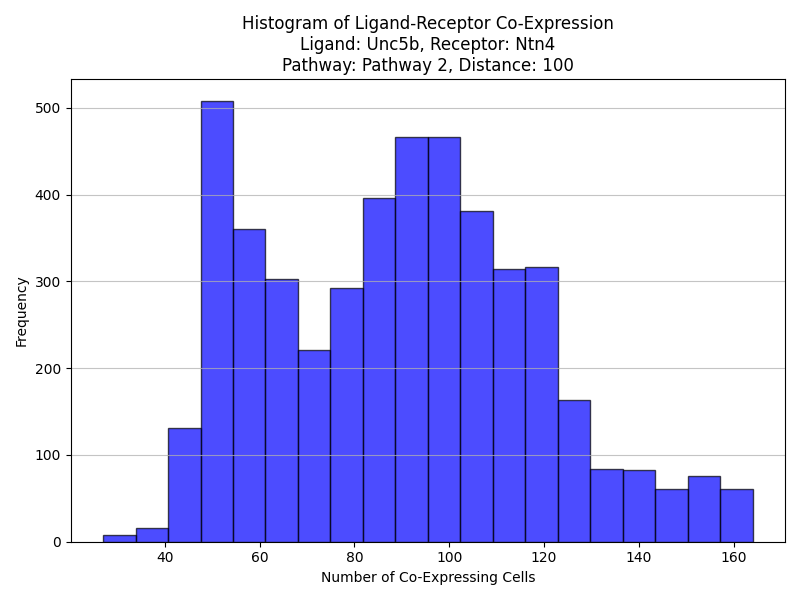 Histogram of Ligand-Receptor Co-Expression
Ligand: Unc5b, Receptor: Ntn4
Pathway: Pathway 2, Distance: 100
500
400
300
200
100
0
Frequency
40 60 80 100 120 140 160
Number of Co-Expressing Cells